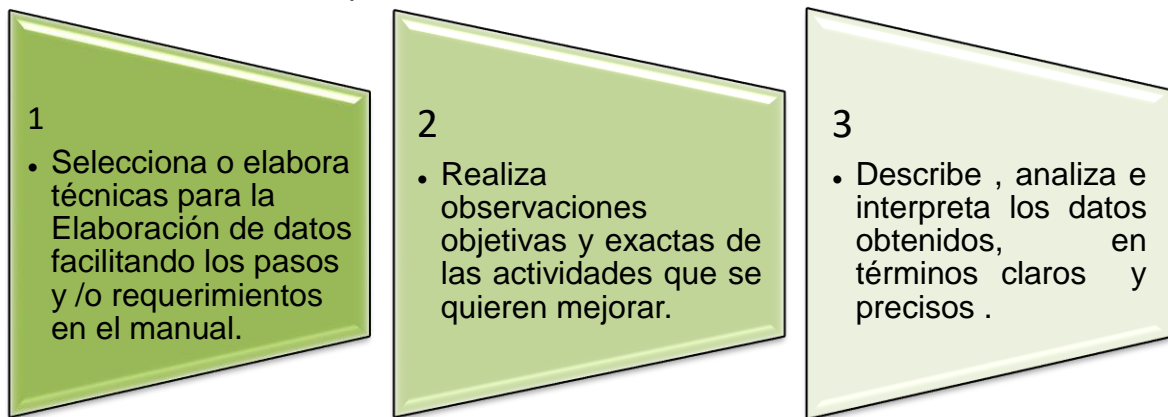 1
• Selecciona o elabora
técnicas para la
Elaboración de datos
facilitando los pasos
y /o requerimientos
en el manual.
2
• Realiza
observaciones
objetivas y exactas de
las actividades que se
quieren mejorar.
3
• Describe , analiza e
interpreta los datos
obtenidos, en
términos claros y
precisos .